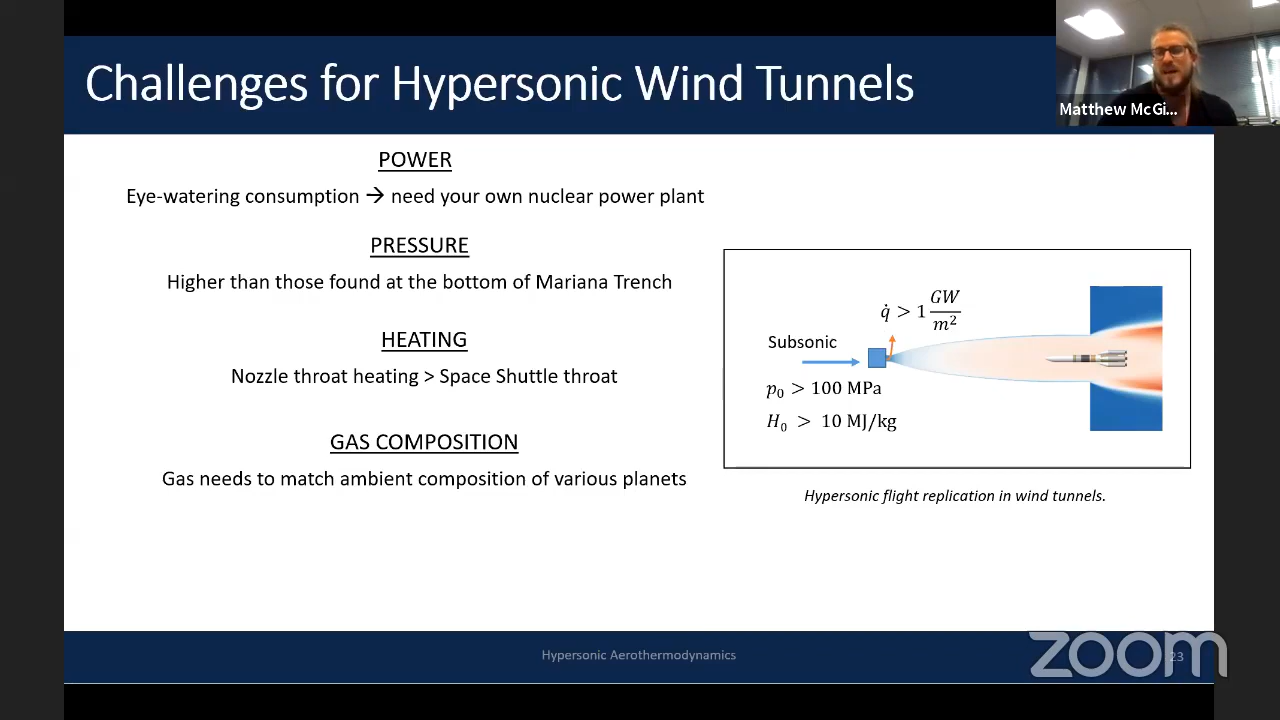 Challenges for Hypersonic Wind Tunnels
Matthew McGi...
POWER
Eye-watering consumption → need your own nuclear power plant
PRESSURE
Higher than those found at the bottom of Mariana Trench
HEATING
Nozzle throat heating > Space Shuttle throat
GAS COMPOSITION
Gas needs to match ambient composition of various planets
q̇ > 1 GW/m²
Subsonic
p₀ > 100 MPa
H₀ > 10 MJ/kg
Hypersonic flight replication in wind tunnels.
Hypersonic Aerothermodynamics
23
zoom